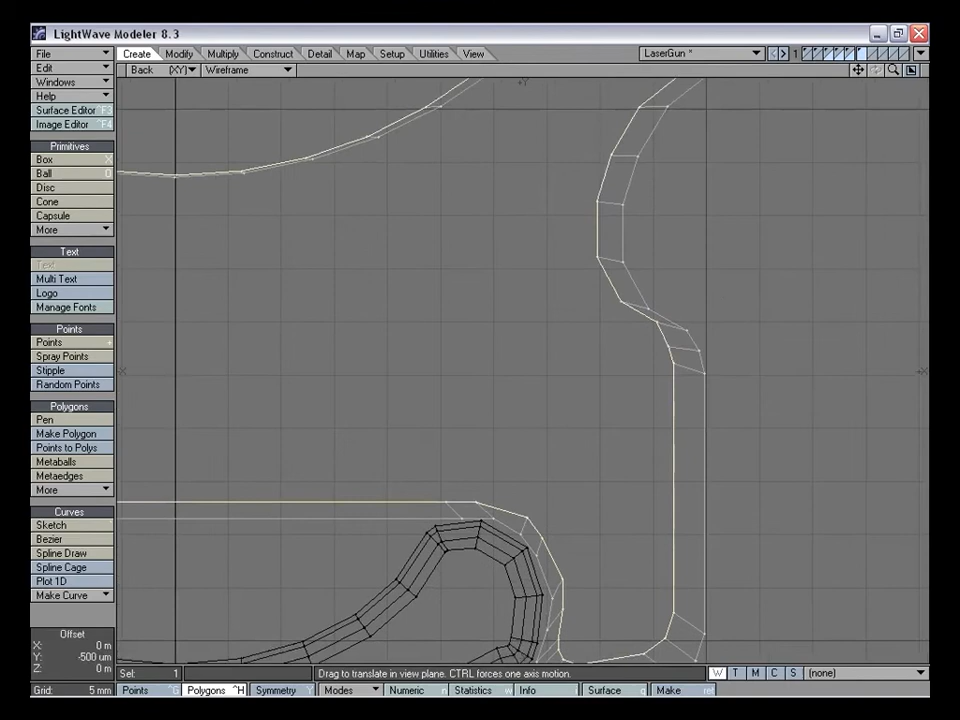 LightWave Modeler 8.3
File Create Modify Multiply Construct Detail Map Setup Utilities View LaserGun * 1
Edit Back (XY) Wireframe
Windows
Help
Surface Editor ^F3
Image Editor ^F4
Primitives
Box X
Ball O
Disc
Cone
Capsule
More
Text
Text
Multi Text
Logo
Manage Fonts
Points
Points +
Spray Points
Stipple
Random Points
Polygons
Pen
Make Polygon
Points to Polys
Metaballs
Metaedges
More
Curves
Sketch
Bezier
Spline Draw
Spline Cage
Plot 1D
Make Curve
Offset
X: 0 m
Y: -500 um
Z: 0 m
Sel: 1 Drag to translate in view plane. CTRL forces one axis motion. W T M C S (none)
Grid: 5 mm Points ^G Polygons ^H Symmetry Y Modes Numeric n Statistics w Info i Surface q Make ret